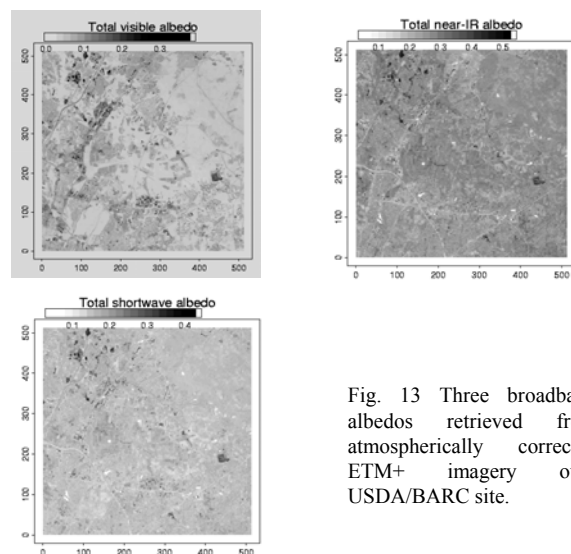 Total visible albedo
0.0 0.1 0.2 0.3
0 100 200 300 400 500
0 100 200 300 400 500
Total near-IR albedo
0.1 0.2 0.3 0.4 0.5
0 100 200 300 400 500
0 100 200 300 400 500
Total shortwave albedo
0.1 0.2 0.3 0.4
0 100 200 300 400 500
0 100 200 300 400 500
Fig. 13 Three broadba
albedos retrieved fr
atmospherically correc
ETM+ imagery of
USDA/BARC site.